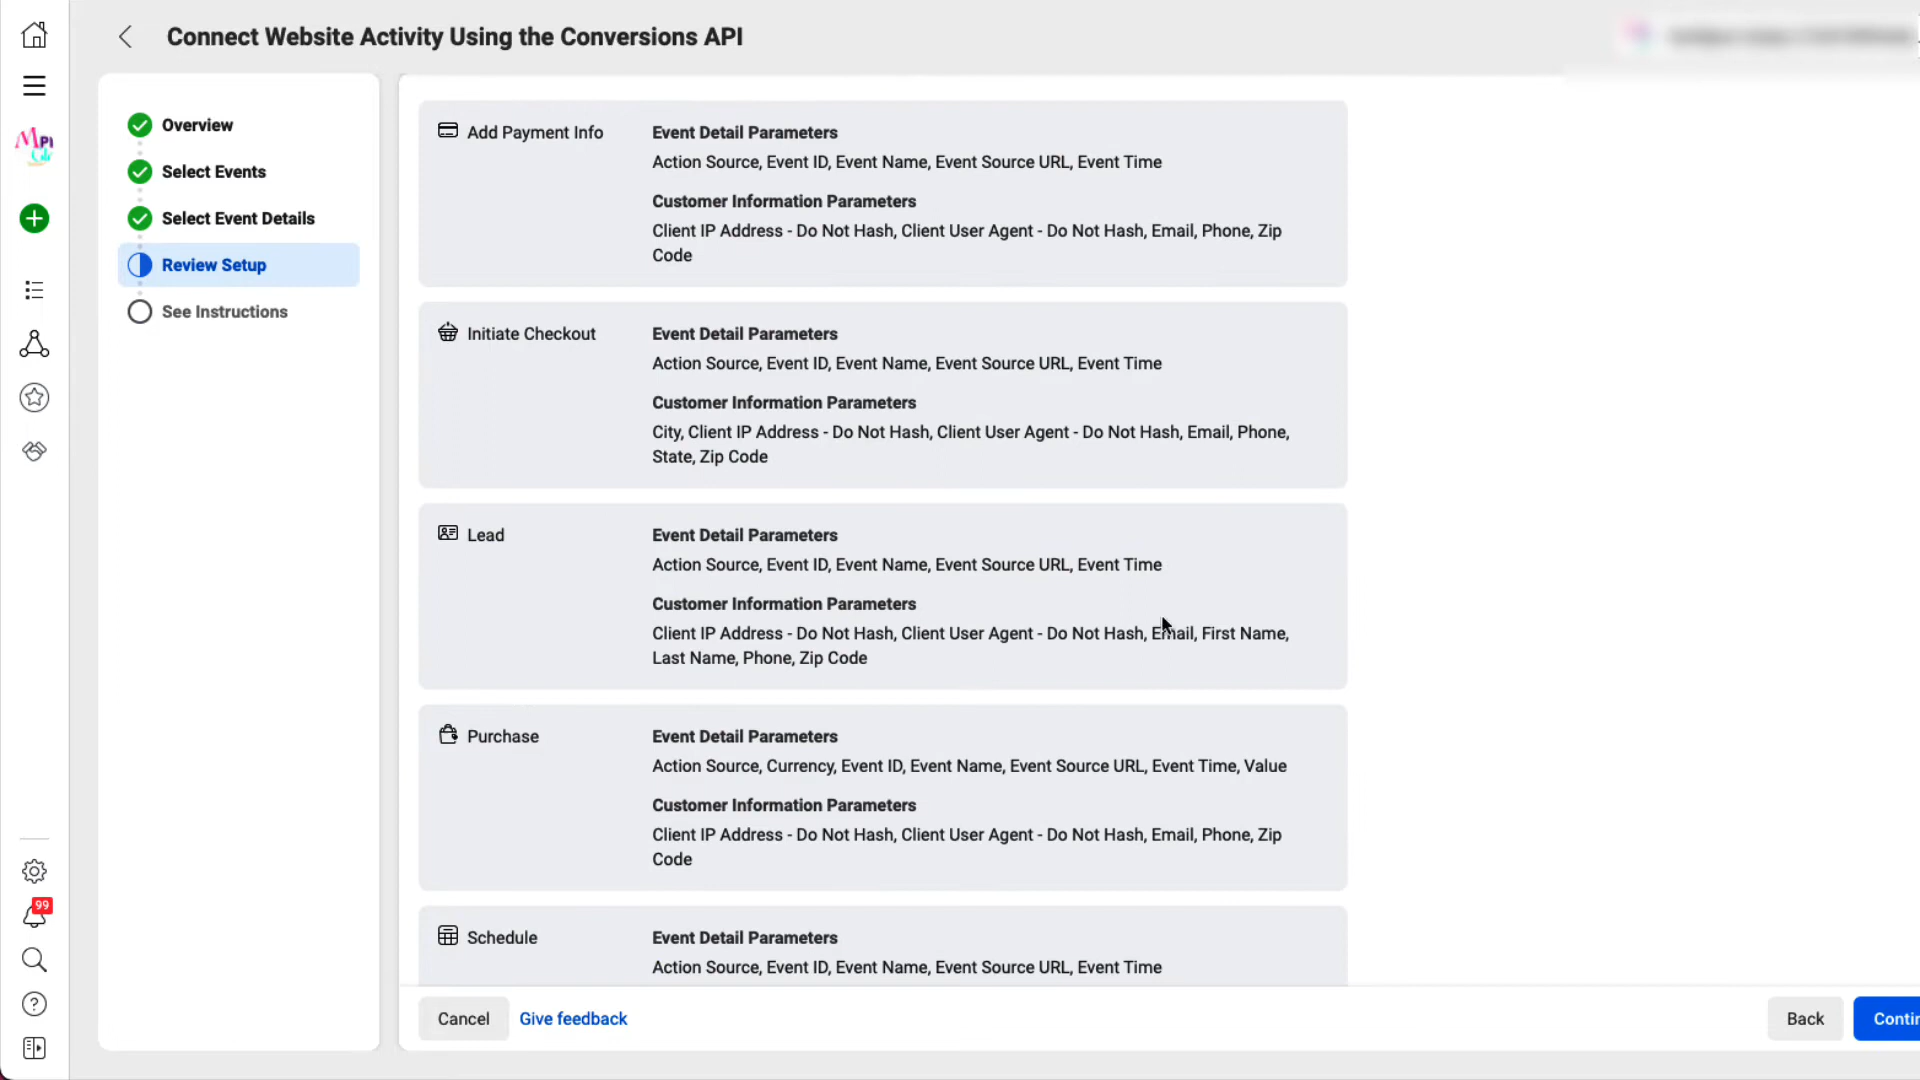 Connect Website Activity Using the Conversions API
MPI
Overview
Select Events
Select Event Details
Review Setup
See Instructions
Add Payment Info
Event Detail Parameters
Action Source, Event ID, Event Name, Event Source URL, Event Time
Customer Information Parameters
Client IP Address - Do Not Hash, Client User Agent - Do Not Hash, Email, Phone, Zip
Code
Initiate Checkout
Event Detail Parameters
Action Source, Event ID, Event Name, Event Source URL, Event Time
Customer Information Parameters
City, Client IP Address - Do Not Hash, Client User Agent - Do Not Hash, Email, Phone,
State, Zip Code
Lead
Event Detail Parameters
Action Source, Event ID, Event Name, Event Source URL, Event Time
Customer Information Parameters
Client IP Address - Do Not Hash, Client User Agent - Do Not Hash, Email, First Name,
Last Name, Phone, Zip Code
Purchase
Event Detail Parameters
Action Source, Currency, Event ID, Event Name, Event Source URL, Event Time, Value
Customer Information Parameters
Client IP Address - Do Not Hash, Client User Agent - Do Not Hash, Email, Phone, Zip
Code
Schedule
Event Detail Parameters
Action Source, Event ID, Event Name, Event Source URL, Event Time
99
Cancel
Give feedback
Back
Contin